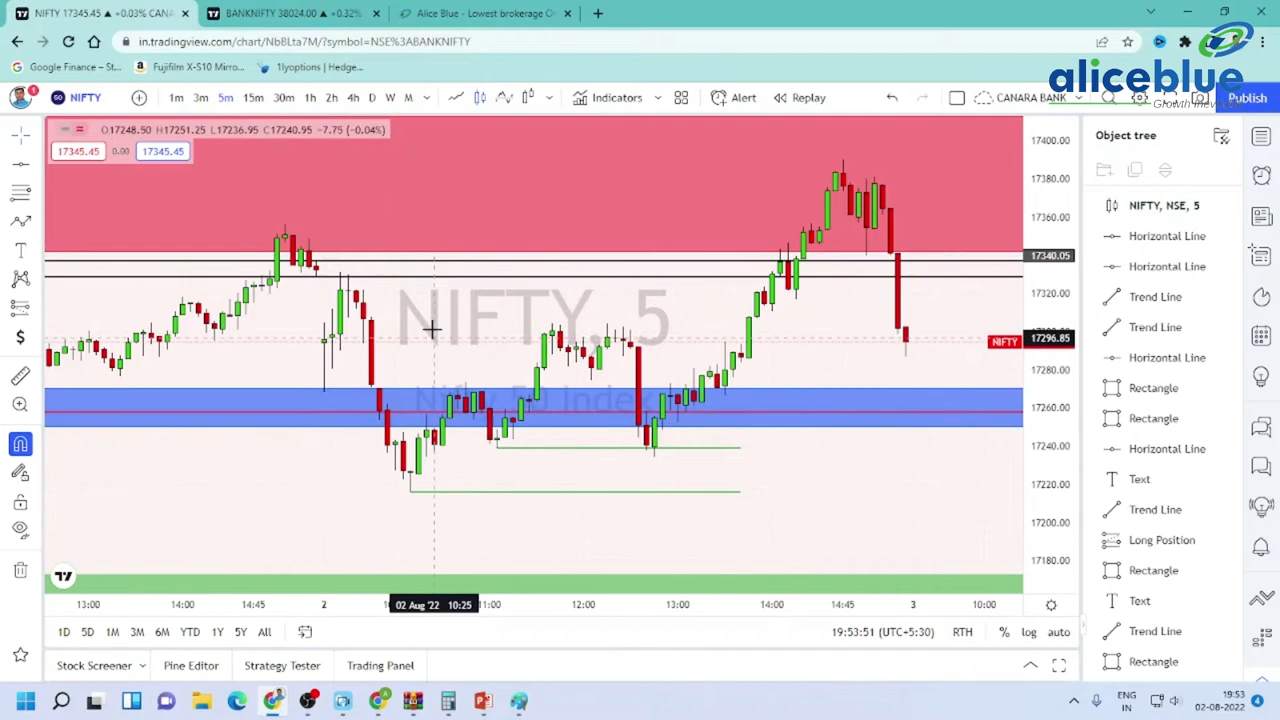 NIFTY 17345.45 ▲ +0.03% CANA
BANKNIFTY 38024.00 ▲ +0.32%
Alice Blue - Lowest brokerage
in.tradingview.com/chart/NbBLta7M/?symbol=NSE%3ABANKNIFTY
Google Finance – St...
Fujifilm X-S10 Mirro...
1lyoptions | Hedge...
aliceblue
1
NIFTY
1m 3m 5m 15m 30m 1h 2h 4h D W M
Indicators
Alert
Replay
CANARA BANK
Publish
O17248.50 H17251.25 L17236.95 C17240.95 -7.75 (-0.04%)
17345.45 0.00 17345.45
NIFTY, 5
Nifty 50 Index
17400.00
17380.00
17360.00
17340.05
17320.00
NIFTY 17296.85
17280.00
17260.00
17240.00
17220.00
17200.00
17180.00
13:00 14:00 14:45 2 02 Aug '22 10:25 11:00 12:00 13:00 14:00 14:45 3 10:00
1D 5D 1M 3M 6M YTD 1Y 5Y All
19:53:51 (UTC+5:30) RTH % log auto
Stock Screener Pine Editor Strategy Tester Trading Panel
Object tree
NIFTY, NSE, 5
Horizontal Line
Horizontal Line
Trend Line
Trend Line
Horizontal Line
Rectangle
Rectangle
Horizontal Line
Text
Trend Line
Long Position
Rectangle
Text
Trend Line
Rectangle
ENG
IN
19:53
02-08-2022
4